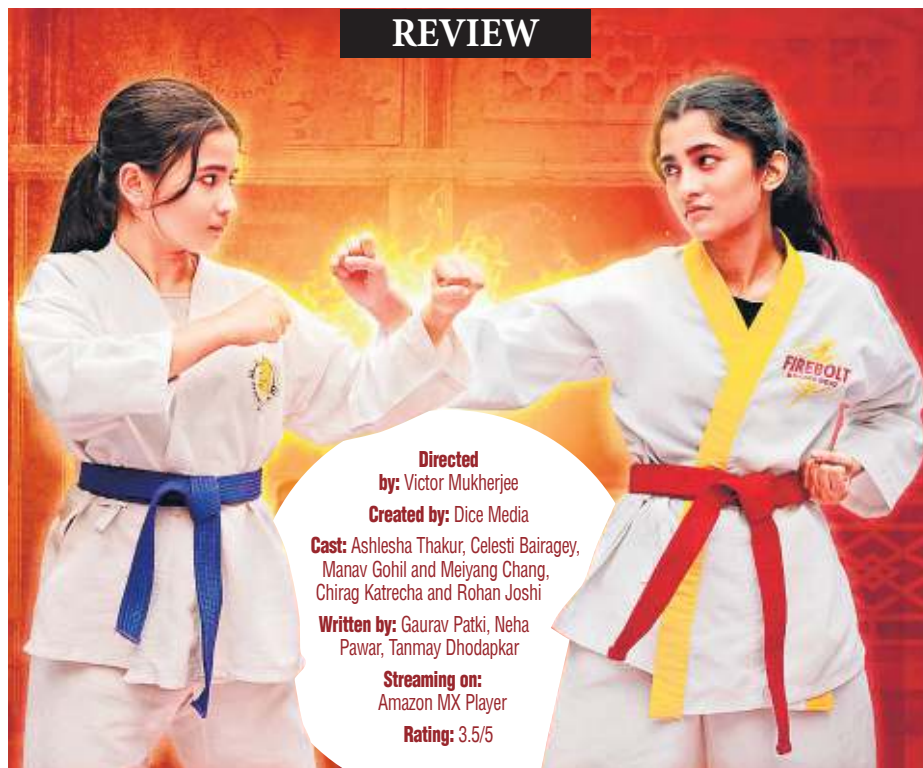 REVIEW
FIREBOLT
Directed
by: Victor Mukherjee
Created by: Dice Media
Cast: Ashlesha Thakur, Celesti Bairagey,
Manav Gohil and Meiyang Chang,
Chirag Katrecha and Rohan Joshi
Written by: Gaurav Patki, Neha
Pawar, Tanmay Dhodapkar
Streaming on:
Amazon MX Player
Rating: 3.5/5